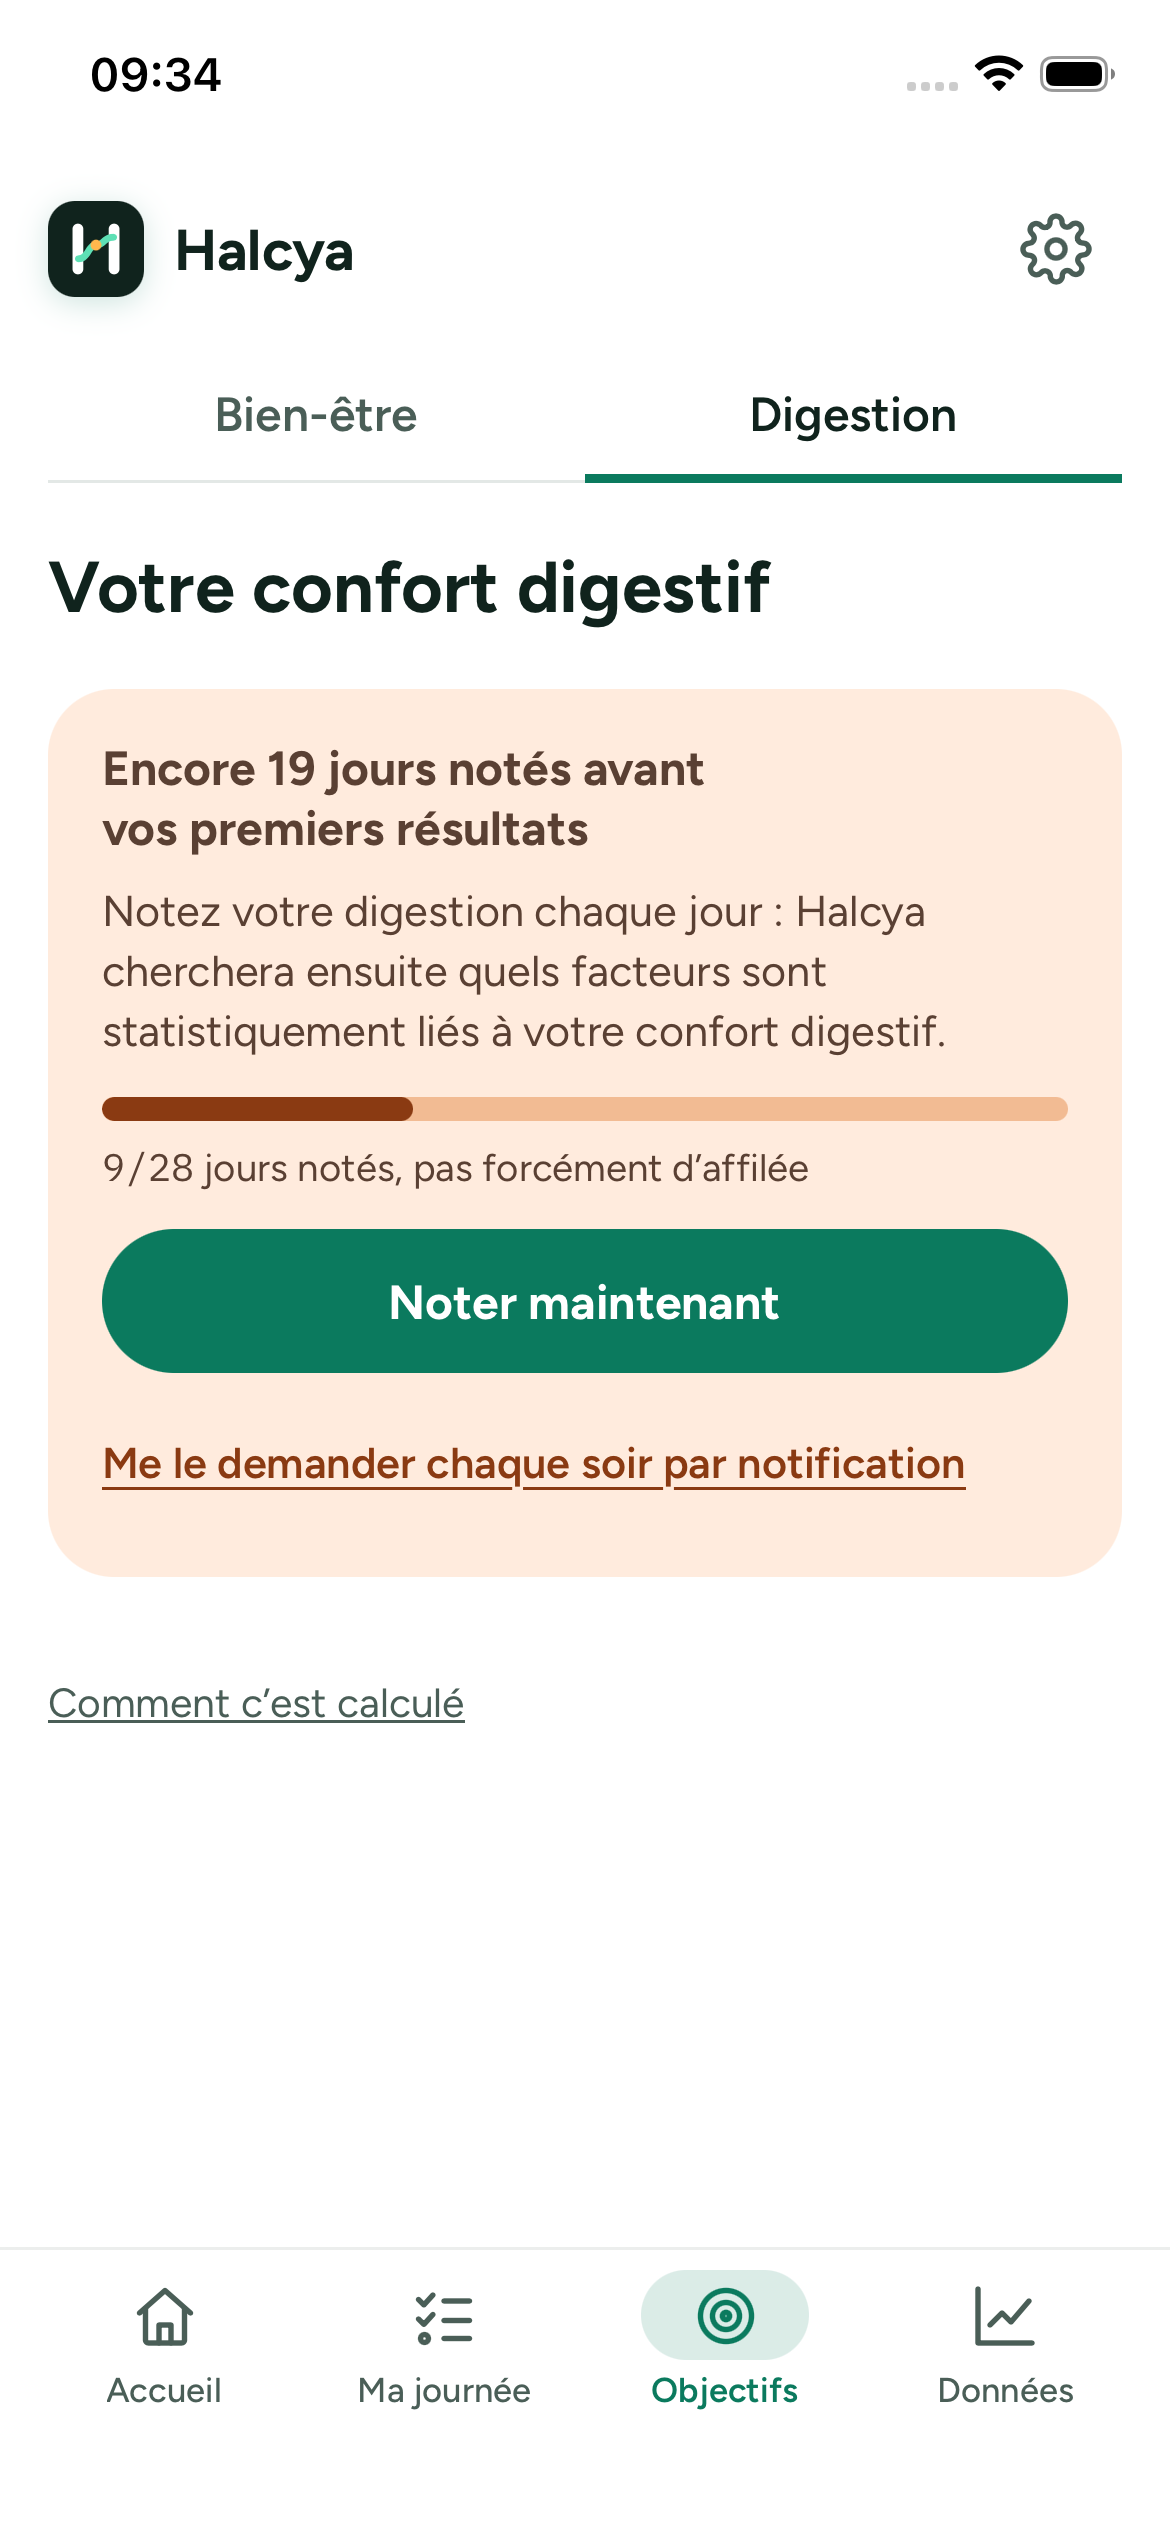 09:34
Halcya
Bien-être
Digestion
Votre confort digestif
Encore 19 jours notés avant
vos premiers résultats
Notez votre digestion chaque jour : Halcya
cherchera ensuite quels facteurs sont
statistiquement liés à votre confort digestif.
9/28 jours notés, pas forcément d’affilée
Noter maintenant
Me le demander chaque soir par notification
Comment c’est calculé
Accueil
Ma journée
Objectifs
Données